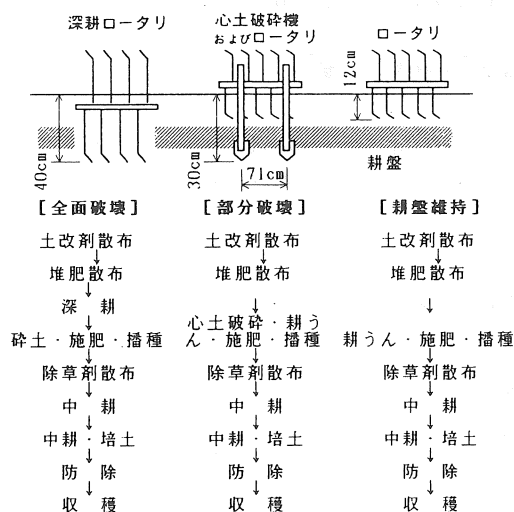 深耕ロータリ
心土破砕機
およびロータリ
ロータリ
12cm
40cm
30cm
71cm
耕盤
[全面破壊]
[部分破壊]
[耕盤維持]
土改剤散布
↓
堆肥散布
↓
深 耕
↓
砕土・施肥・播種
↓
除草剤散布
↓
中 耕
↓
中耕・培土
↓
防 除
↓
収 穫
土改剤散布
↓
堆肥散布
↓
心土破砕・耕う
ん・施肥・播種
↓
除草剤散布
↓
中 耕
↓
中耕・培土
↓
防 除
↓
収 穫
土改剤散布
↓
堆肥散布
↓
耕うん・施肥・播種
↓
除草剤散布
↓
中 耕
↓
中耕・培土
↓
防 除
↓
収 穫